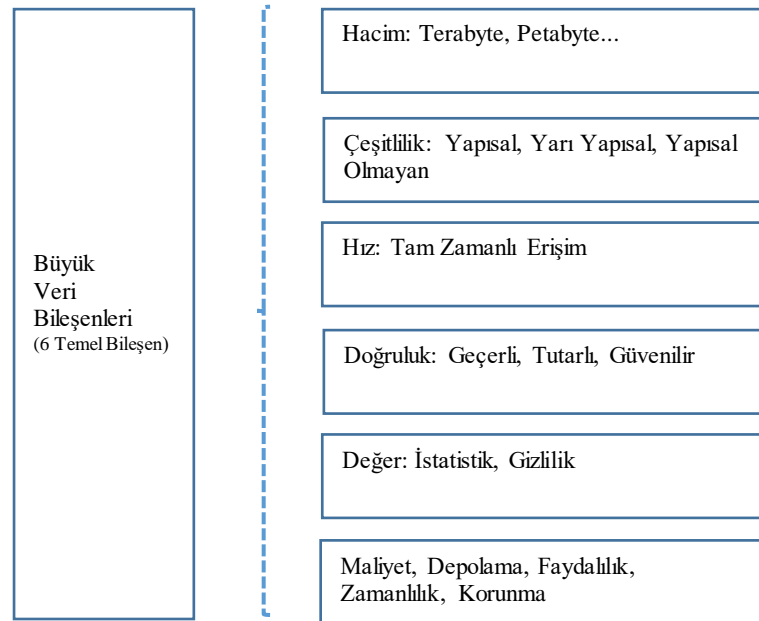 Büyük
Veri
Bileşenleri
(6 Temel Bileşen)
Hacim: Terabyte, Petabyte...
Çeşitlilik: Yapısal, Yarı Yapısal, Yapısal
Olmayan
Hız: Tam Zamanlı Erişim
Doğruluk: Geçerli, Tutarlı, Güvenilir
Değer: İstatistik, Gizlilik
Maliyet, Depolama, Faydalılık,
Zamanlılık, Korunma